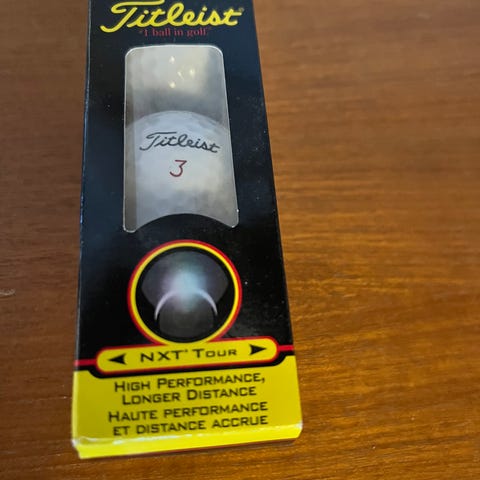 Titleist®
"#1 ball in golf."
Titleist
3
NXT® TOUR
HIGH PERFORMANCE,
LONGER DISTANCE
HAUTE PERFORMANCE
ET DISTANCE ACCRUE